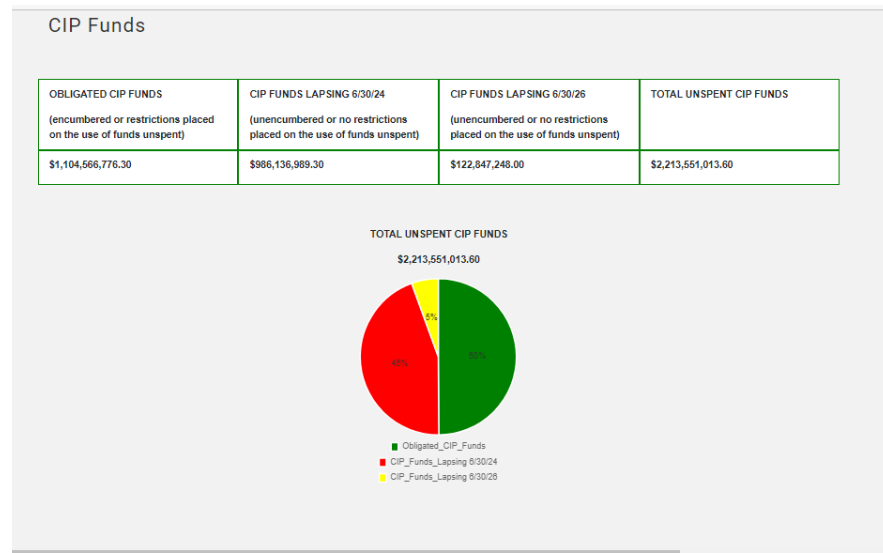 CIP Funds
OBLIGATED CIP FUNDS
(encumbered or restrictions placed
on the use of funds unspent)
CIP FUNDS LAPSING 6/30/24
(unencumbered or no restrictions
placed on the use of funds unspent)
CIP FUNDS LAPSING 6/30/26
(unencumbered or no restrictions
placed on the use of funds unspent)
TOTAL UNSPENT CIP FUNDS
$1,104,566,776.30
$986,136,989.30
$122,847,248.00
$2,213,551,013.60
TOTAL UNSPENT CIP FUNDS
$2,213,551,013.60
50%
Obligated_CIP_Funds
CIP_Funds_Lapsing 6/30/24
CIP_Funds_Lapsing 6/30/26